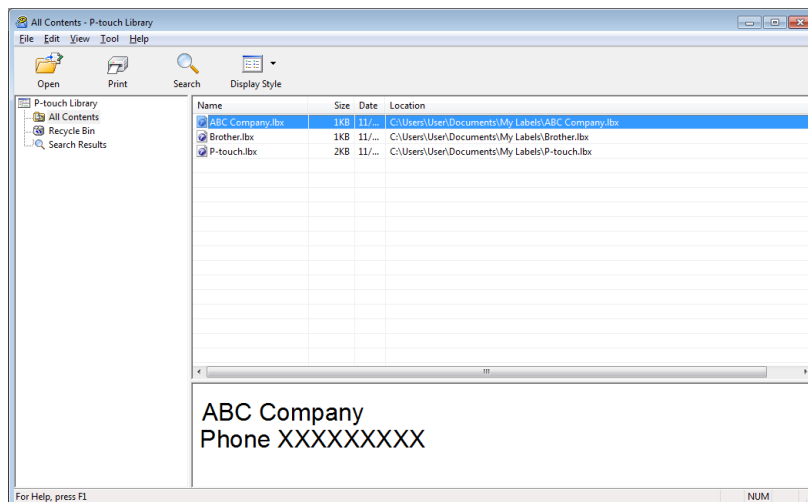 All Contents - P-touch Library
File Edit View Tool Help
Open Print Search Display Style
P-touch Library
All Contents
Recycle Bin
Search Results
Name Size Date Location
ABC Company.lbx 1KB 11/... C:\Users\User\Documents\My Labels\ABC Company.lbx
Brother.lbx 1KB 11/... C:\Users\User\Documents\My Labels\Brother.lbx
P-touch.lbx 2KB 11/... C:\Users\User\Documents\My Labels\P-touch.lbx
ABC Company
Phone XXXXXXXXX
For Help, press F1 NUM